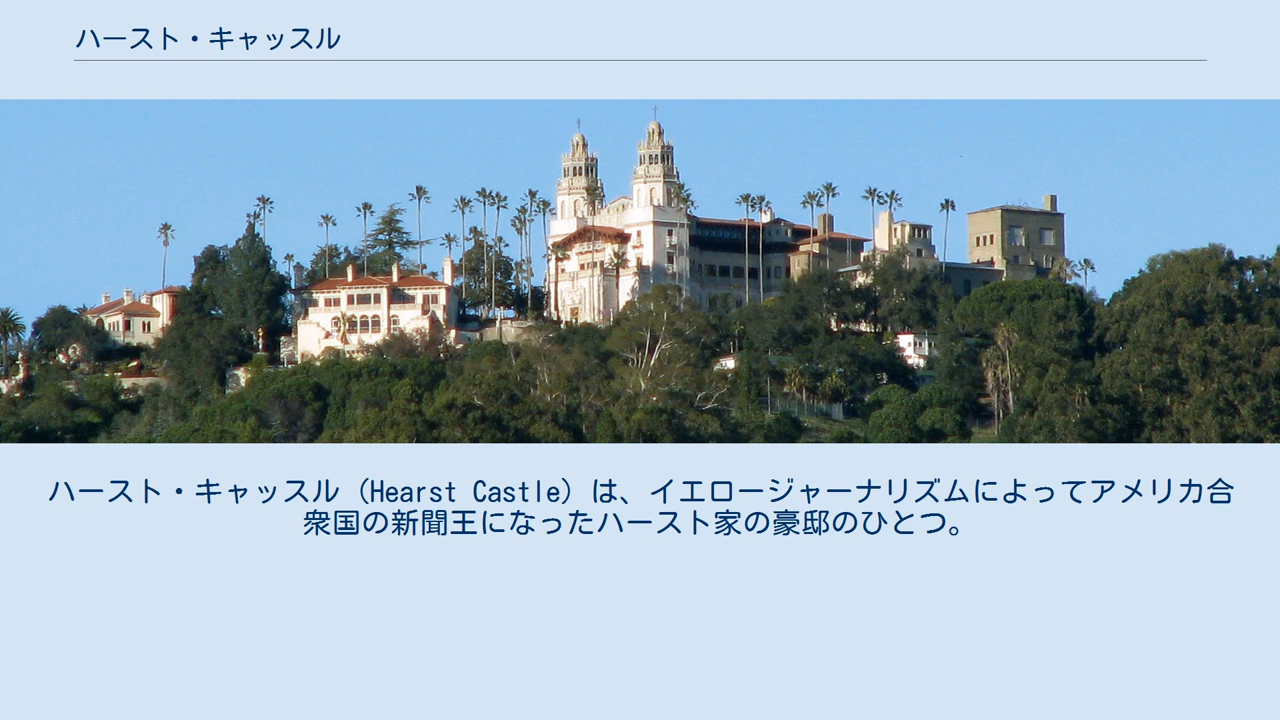 ハースト・キャッスル
ハースト・キャッスル（Hearst Castle）は、イエロージャーナリズムによってアメリカ合
衆国の新聞王になったハースト家の豪邸のひとつ。